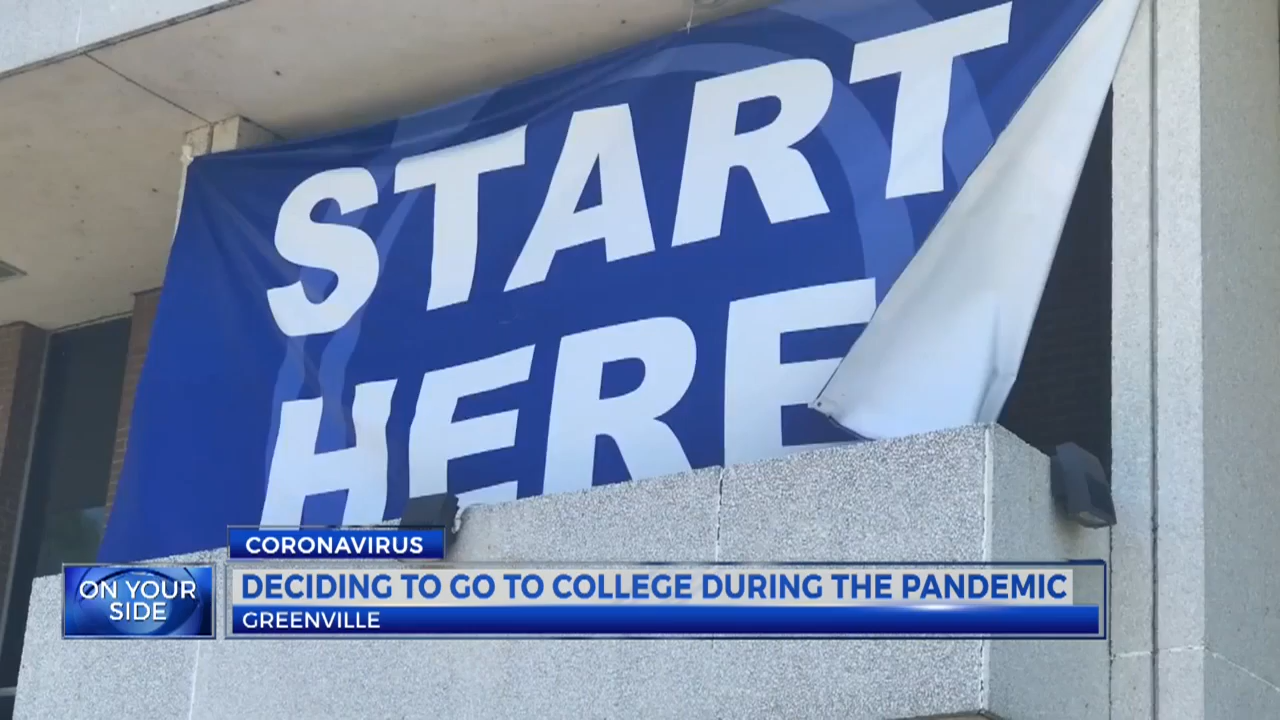 START
HERE
CORONAVIRUS
ON YOUR
SIDE
DECIDING TO GO TO COLLEGE DURING THE PANDEMIC
GREENVILLE